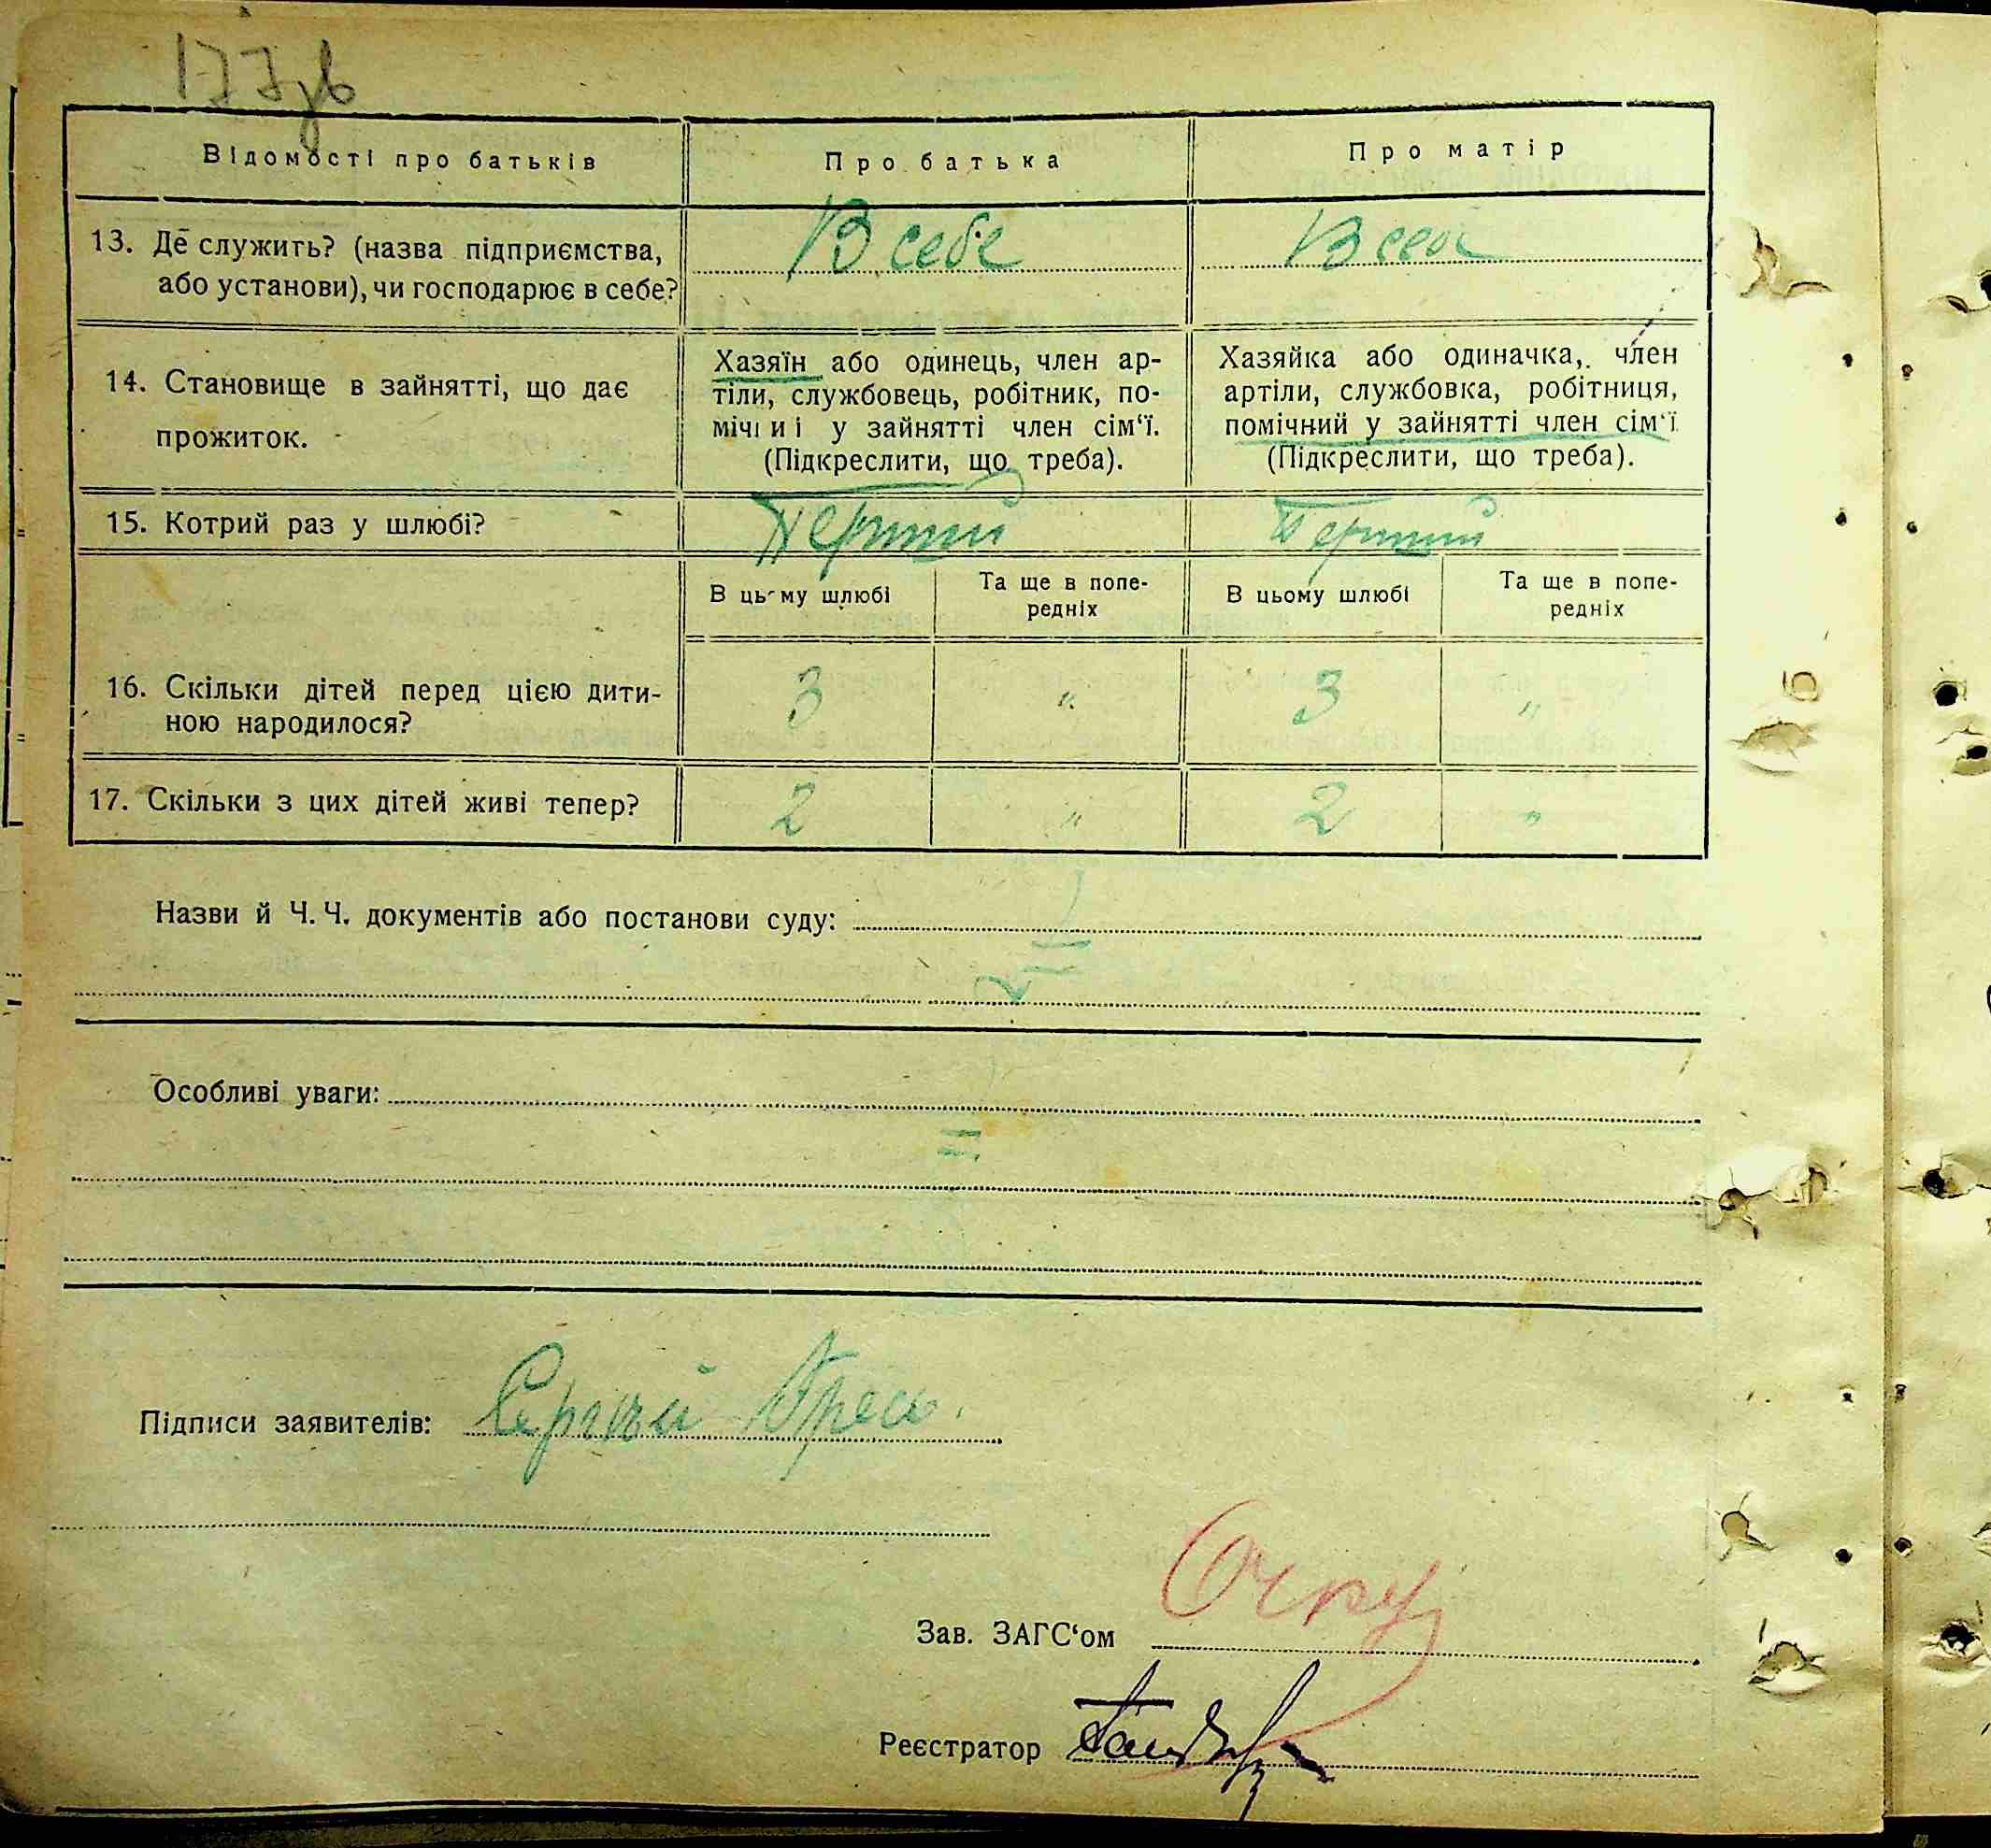 177зв
Відомості про батьків
Про батька
Про матір
13. Де служить? (назва підприємства,
або установи), чи господарює в себе?
В себе
В себе
14. Становище в зайнятті, що дає
прожиток.
Хазяїн або одинець, член ар-
тіли, службовець, робітник, по-
мічний у зайнятті член сім‘ї.
(Підкреслити, що треба).
Хазяйка або одиначка, член
артіли, службовка, робітниця,
помічний у зайнятті член сім‘ї
(Підкреслити, що треба).
15. Котрий раз у шлюбі?
Перший
Перший
В цьому шлюбі
Та ще в попе-
редніх
В цьому шлюбі
Та ще в попе-
редніх
16. Скільки дітей перед цією дити-
ною народилося?
3 " 3 "
17. Скільки з цих дітей живі тепер?
2 " 2 "
Назви й Ч. Ч. документів або постанови суду:
Особливі уваги:
Підписи заявителів:
Зав. ЗАГС‘ом
Реєстратор